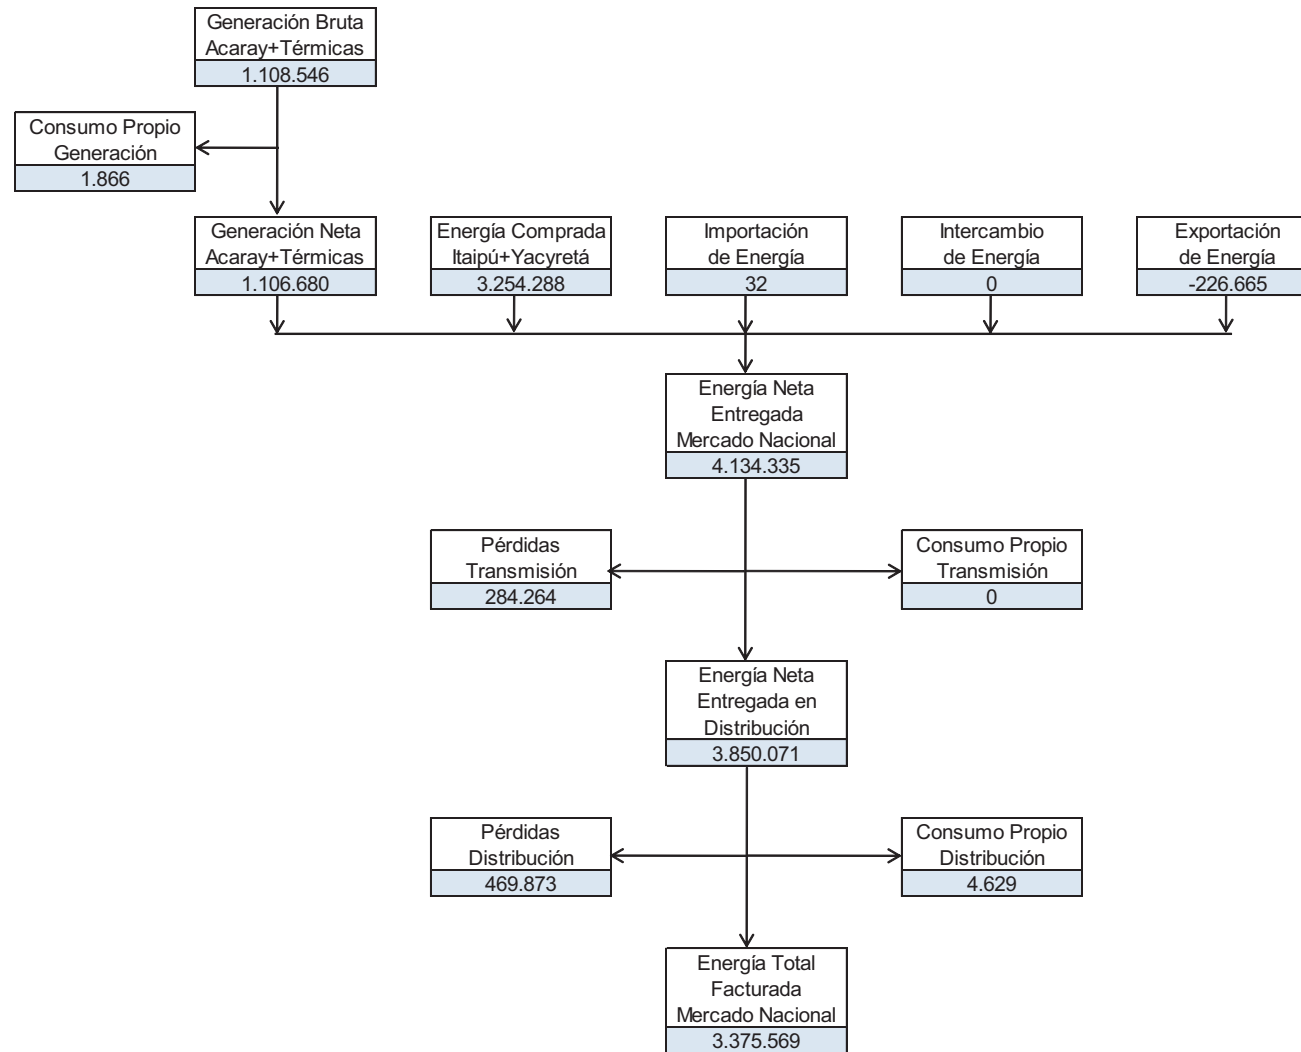 Generación Bruta
Acaray+Térmicas
1.108.546
Consumo Propio
Generación
1.866
Generación Neta
Acaray+Térmicas
1.106.680
Energía Comprada
Itaipú+Yacyretá
3.254.288
Importación
de Energía
32
Intercambio
de Energía
0
Exportación
de Energía
-226.665
Energía Neta
Entregada
Mercado Nacional
4.134.335
Pérdidas
Transmisión
284.264
Consumo Propio
Transmisión
0
Energía Neta
Entregada en
Distribución
3.850.071
Pérdidas
Distribución
469.873
Consumo Propio
Distribución
4.629
Energía Total
Facturada
Mercado Nacional
3.375.569